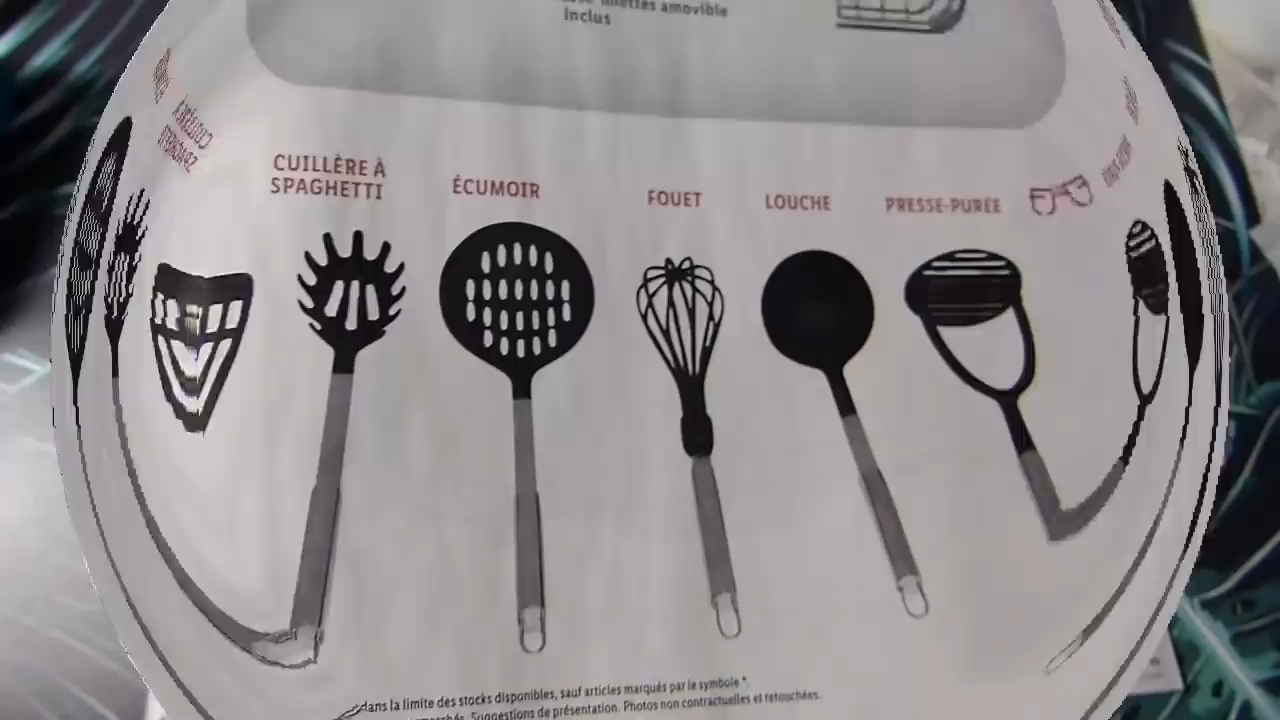 amovible
Inclus
CUILLÈRE À
SPAGHETTI
ÉCUMOIR
FOUET
LOUCHE
PRESSE-PURÉE
dans la limite des stocks disponibles, sauf articles marqués par le symbole *.
Suggestions de présentation. Photos non contractuelles et retouchées.